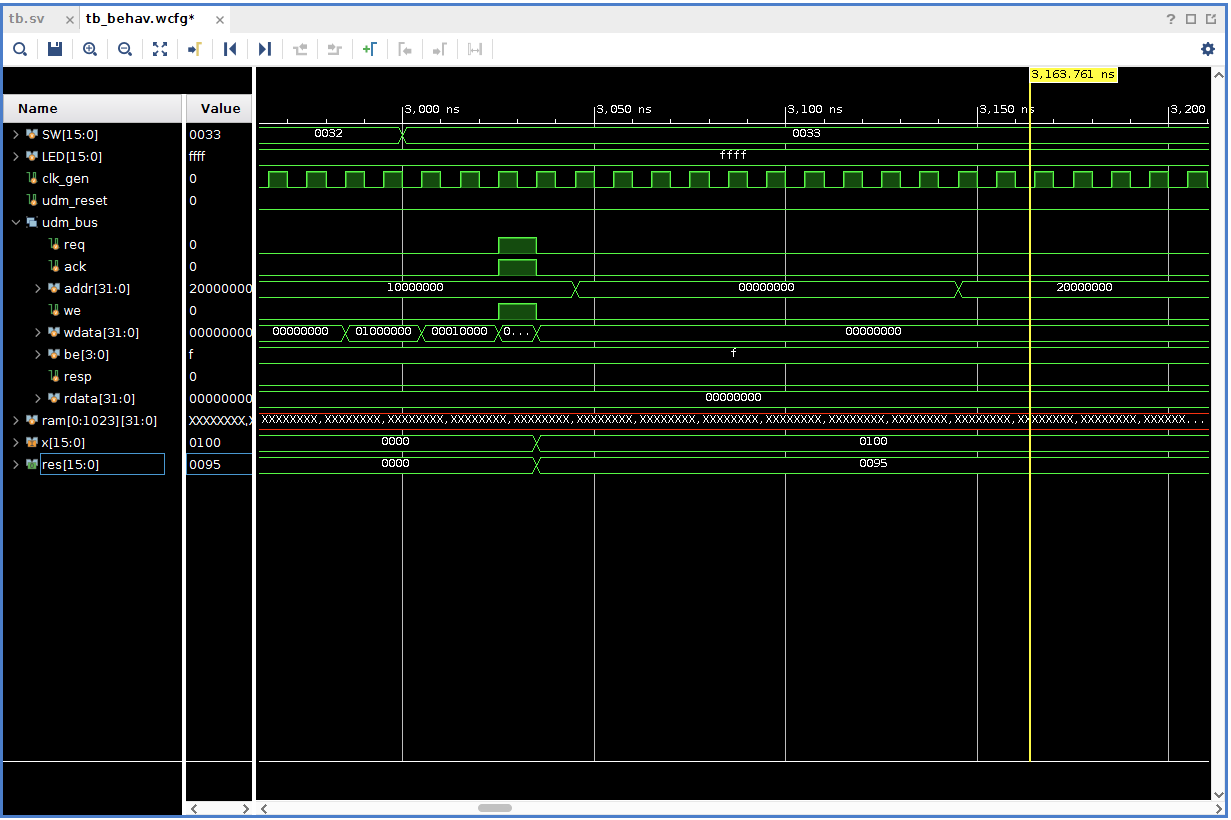 tb.sv × tb_behav.wcfg* × ?
3,163.761 ns
Name Value 3,000 ns 3,050 ns 3,100 ns 3,150 ns 3,200
SW[15:0] 0033 0032 0033
LED[15:0] ffff ffff
clk_gen 0
udm_reset 0
udm_bus
req 0
ack 0
addr[31:0] 20000000 10000000 00000000 20000000
we 0
wdata[31:0] 00000000 00000000 01000000 00010000 0... 00000000
be[3:0] f f
resp 0
rdata[31:0] 00000000 00000000
ram[0:1023][31:0] XXXXXXXX,X XXXXXXXX,XXXXXXXX,XXXXXXXX,XXXXXXXX,XXXXXXXX,XXXXXXXX,XXXXXXXX,XXXXXXXX,XXXXXXXX,XXXXXXXX,XXXXXXXX,XXXXXXXX,XXXXXXXX,XXXXXXXX,XXXXXXXX,XXXXXXXX,XXXXX...
x[15:0] 0100 0000 0100
res[15:0] 0095 0000 0095